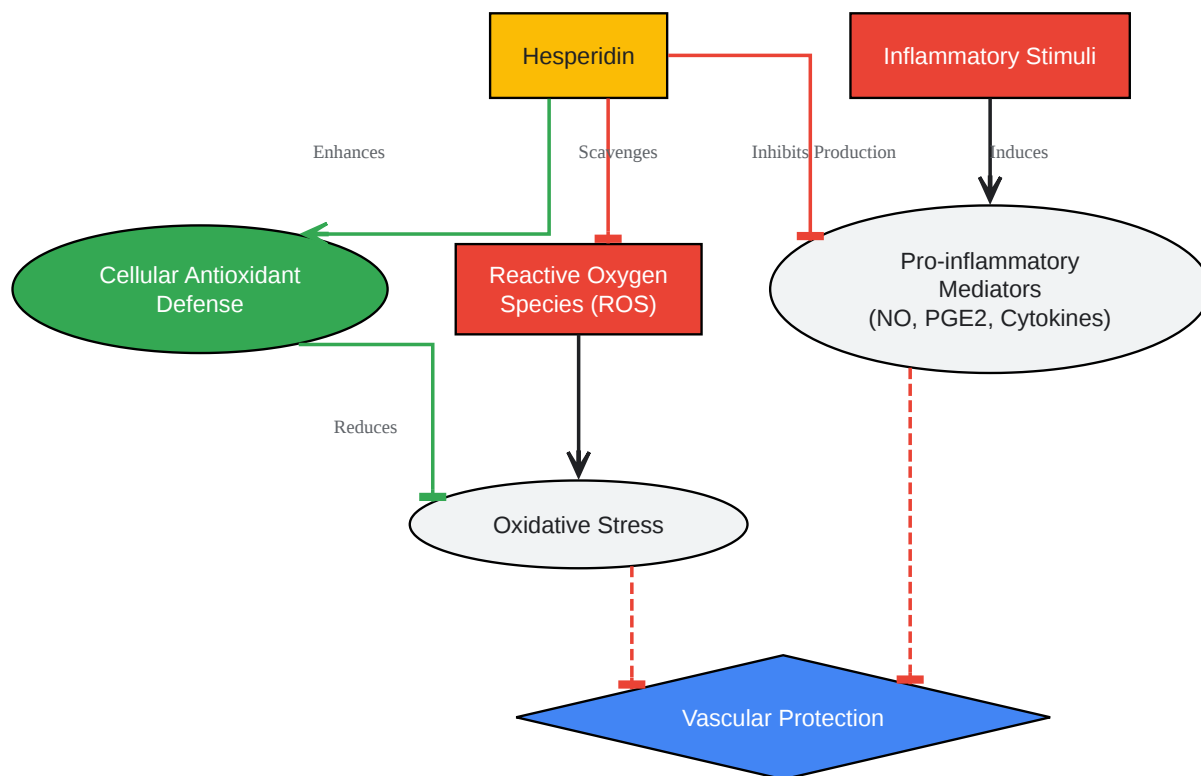 Hesperidin
Inflammatory Stimuli
Enhances
Scavenges
Inhibits Production
Induces
Cellular Antioxidant
Defense
Reactive Oxygen
Species (ROS)
Pro-inflammatory
Mediators
(NO, PGE2, Cytokines)
Reduces
Oxidative Stress
Vascular Protection